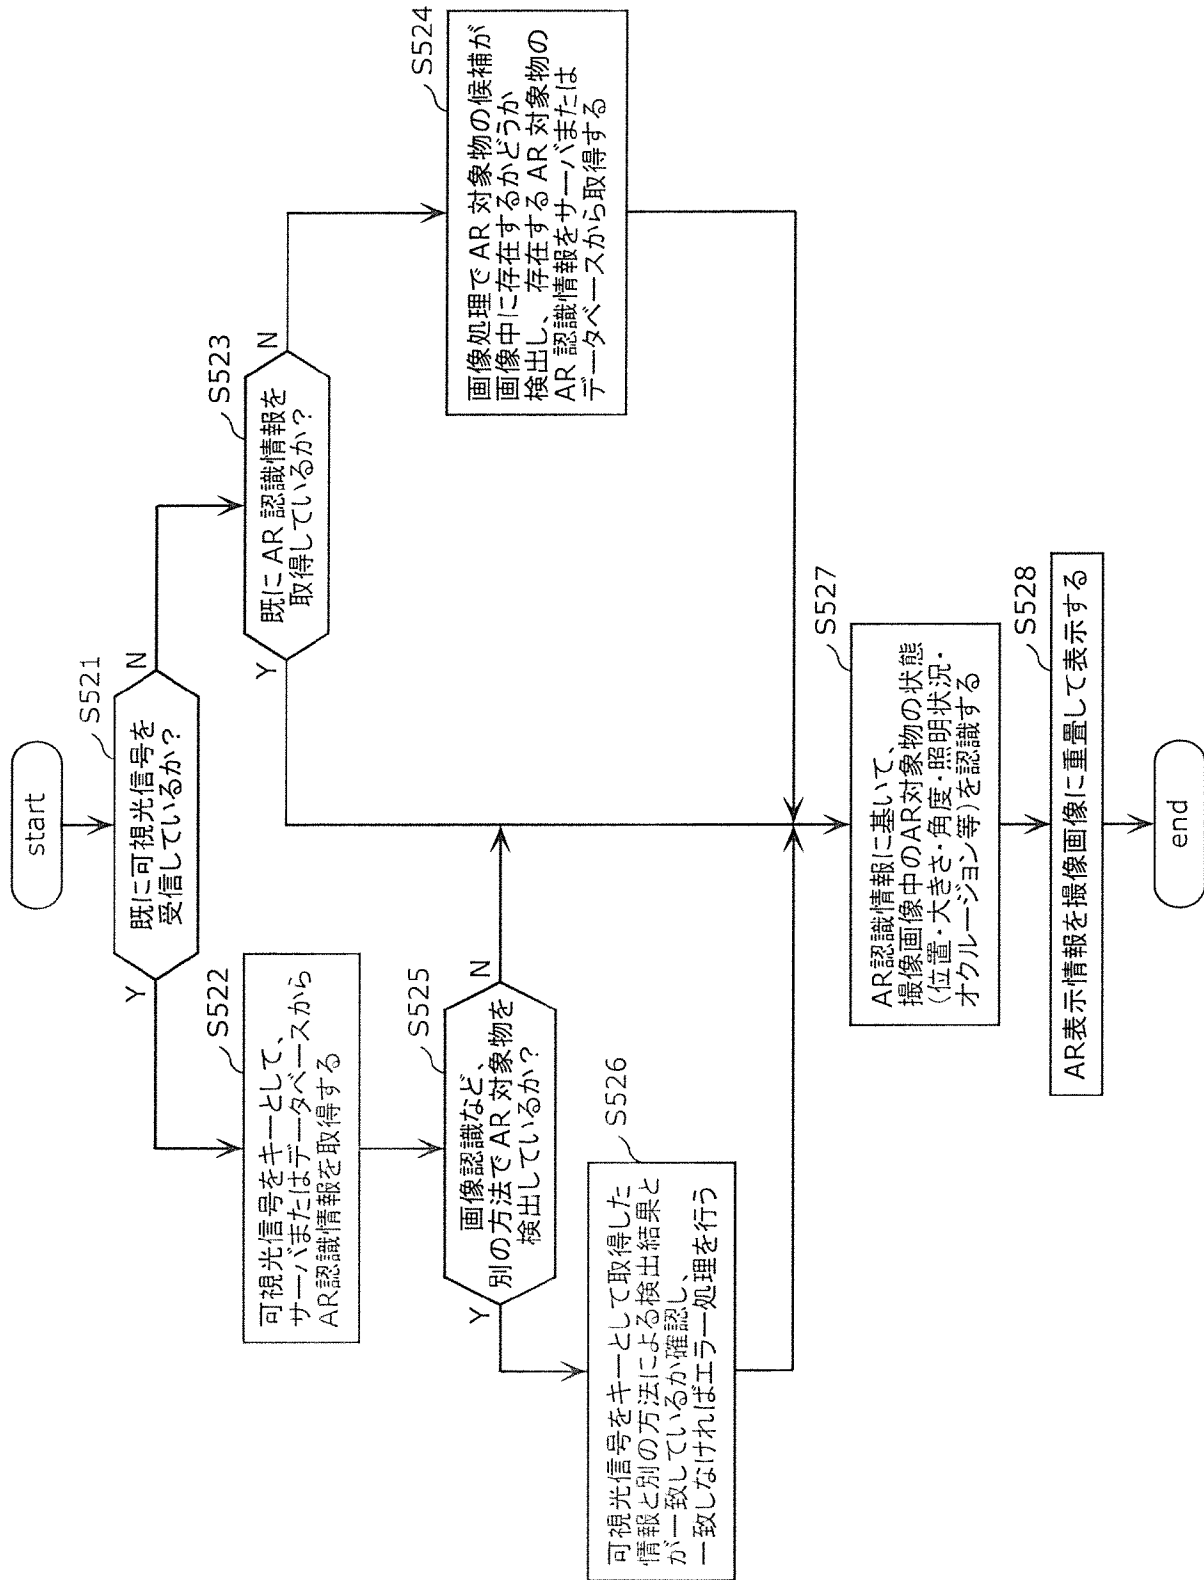 start
S521
既に可視光信号を
受信しているか？
Y
N
S522
可視光信号をキーとして、
サーバまたはデータベースから
AR認識情報を取得する
S523
既に AR 認識情報を
取得しているか？
Y
N
S524
画像処理で AR 対象物の候補が
画像中に存在するかどうか
検出し、存在する AR 対象物の
AR 認識情報をサーバまたは
データベースから取得する
S525
画像認識など、
別の方法で AR 対象物を
検出しているか？
Y
N
S526
可視光信号をキーとして取得した
情報と別の方法による検出結果と
が一致しているか確認し、
一致しなければエラー処理を行う
S527
AR認識情報に基いて、
撮像画像中のAR対象物の状態
(位置・大きさ・角度・照明状況・
オクルージョン等)を認識する
S528
AR表示情報を撮像画像に重畳して表示する
end